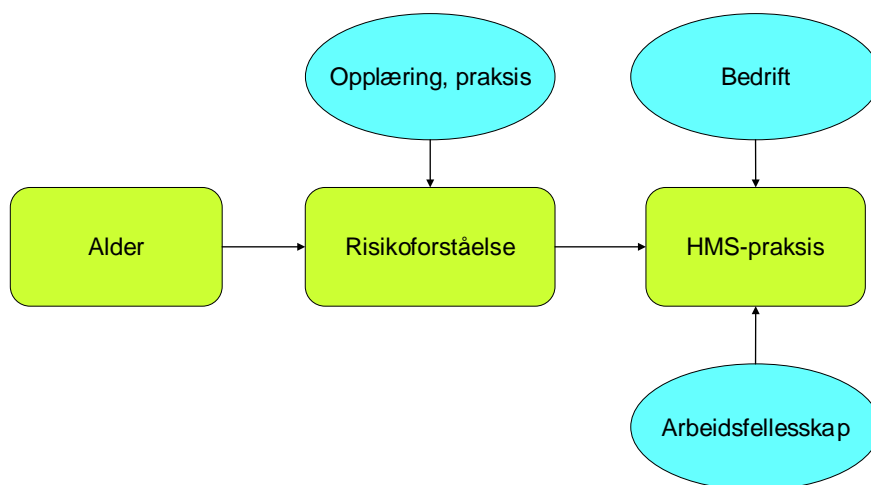 Opplæring, praksis
Bedrift
Alder
Risikoforståelse
HMS-praksis
Arbeidsfellesskap